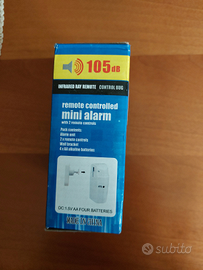 105dB
INFRARED RAY REMOTE CONTROL
remote controlled
mini alarm
with 2 remote controls
Pack contents:
Alarm unit
2 x remote controls
Wall bracket
4 x AA alkaline batteries
DC 1.5V AA FOUR BATTERIES
subito